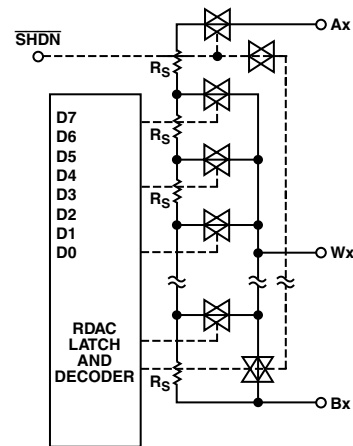 SHDN
Ax
RS
D7
RS
D6
D5
D4
RS
D3
D2
D1
D0
Wx
RDAC
LATCH
AND
DECODER
RS
Bx